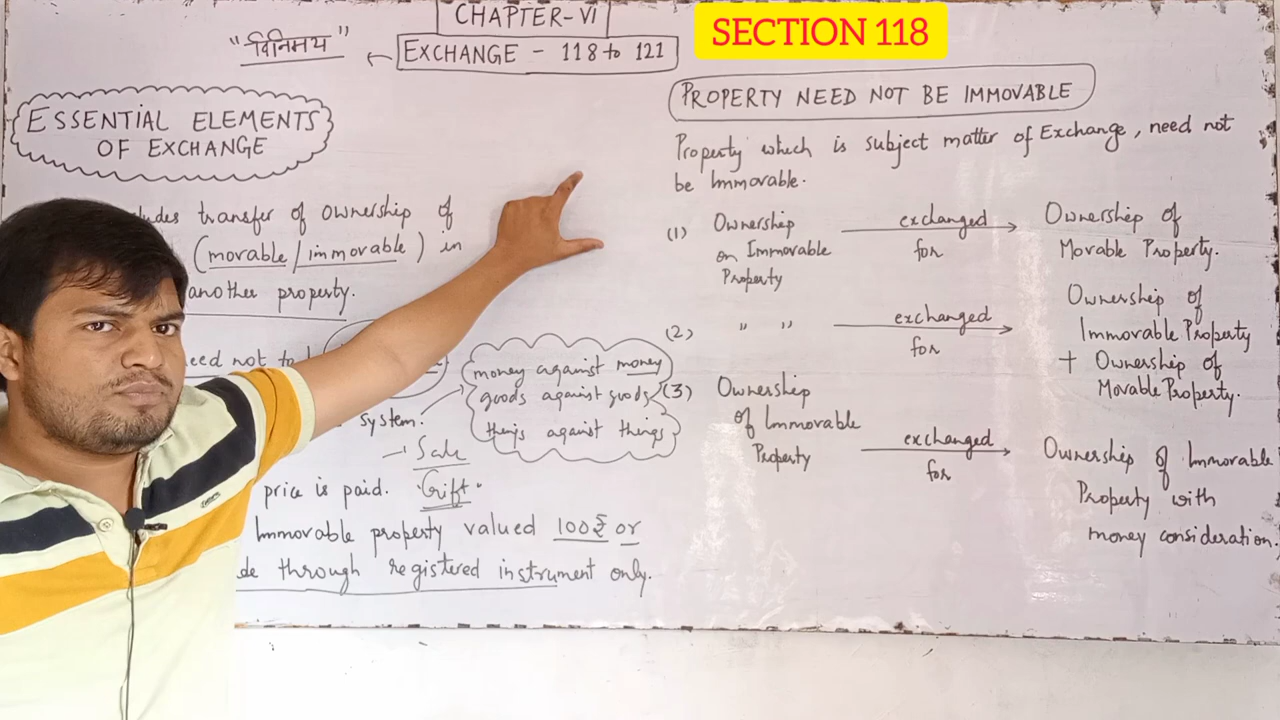 CHAPTER-VI
SECTION 118
"विनिमय"
EXCHANGE - 118 to 121
ESSENTIAL ELEMENTS
OF EXCHANGE
transfer of ownership of
(movable/immovable) in
another property.
need not to
system.
money against money
goods against goods
things against things
Sale
price is paid. Gift.
Immovable property valued 100₹ or
through registered instrument only.
PROPERTY NEED NOT BE IMMOVABLE
Property which is subject matter of Exchange, need not
be Immovable.
(1) Ownership on Immovable Property exchanged for Ownership of Movable Property.
(2) " " exchanged for Ownership of Immovable Property + Ownership of Movable Property.
(3) Ownership of Immovable Property exchanged for Ownership of Immovable Property with money consideration.